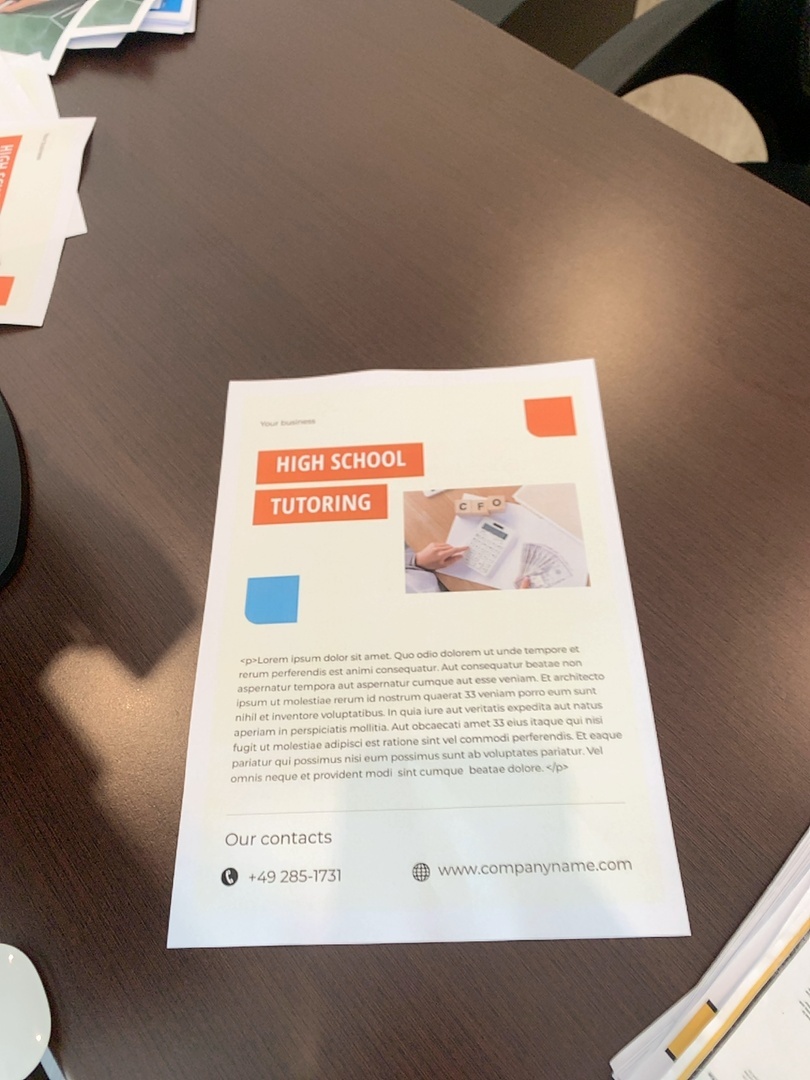 Your business
HIGH SCHOOL
TUTORING
C F O
<p>Lorem ipsum dolor sit amet. Quo odio dolorem ut unde tempore et
rerum perferendis est animi consequatur. Aut consequatur beatae non
aspernatur tempora aut aspernatur cumque aut esse veniam. Et architecto
ipsum ut molestiae rerum id nostrum quaerat 33 veniam porro eum sunt
nihil et inventore voluptatibus. In quia iure aut veritatis expedita aut natus
aperiam in perspiciatis mollitia. Aut obcaecati amet 33 eius itaque qui nisi
fugit ut molestiae adipisci est ratione sint vel commodi perferendis. Et eaque
pariatur qui possimus nisi eum possimus sunt ab voluptates pariatur. Vel
omnis neque et provident modi sint cumque beatae dolore. </p>
Our contacts
+49 285-1731
www.companyname.com
HIGH